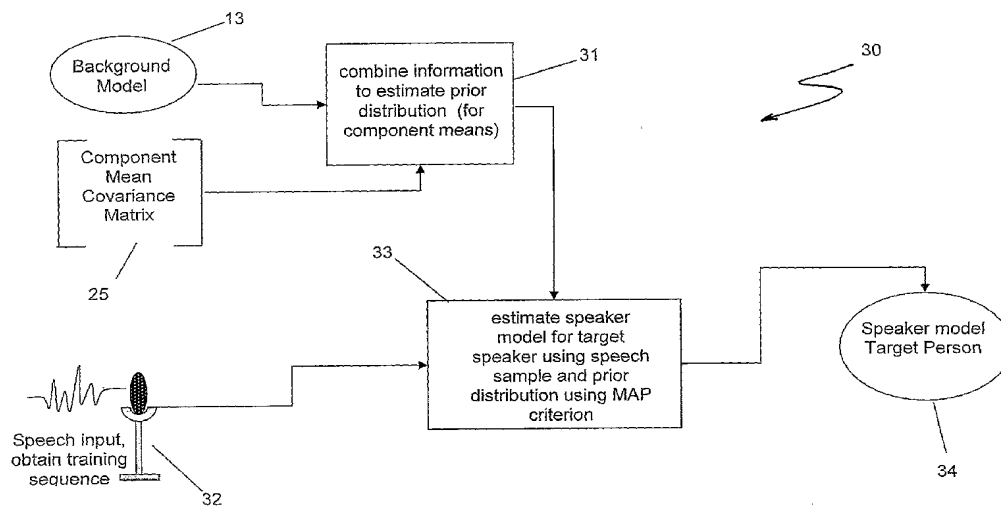 13
Background
Model
combine information
to estimate prior
distribution (for
component means)
31
30
Component
Mean
Covariance
Matrix
25
33
estimate speaker
model for target
speaker using speech
sample and prior
distribution using MAP
criterion
Speaker model
Target Person
34
Speech input,
obtain training
sequence
32